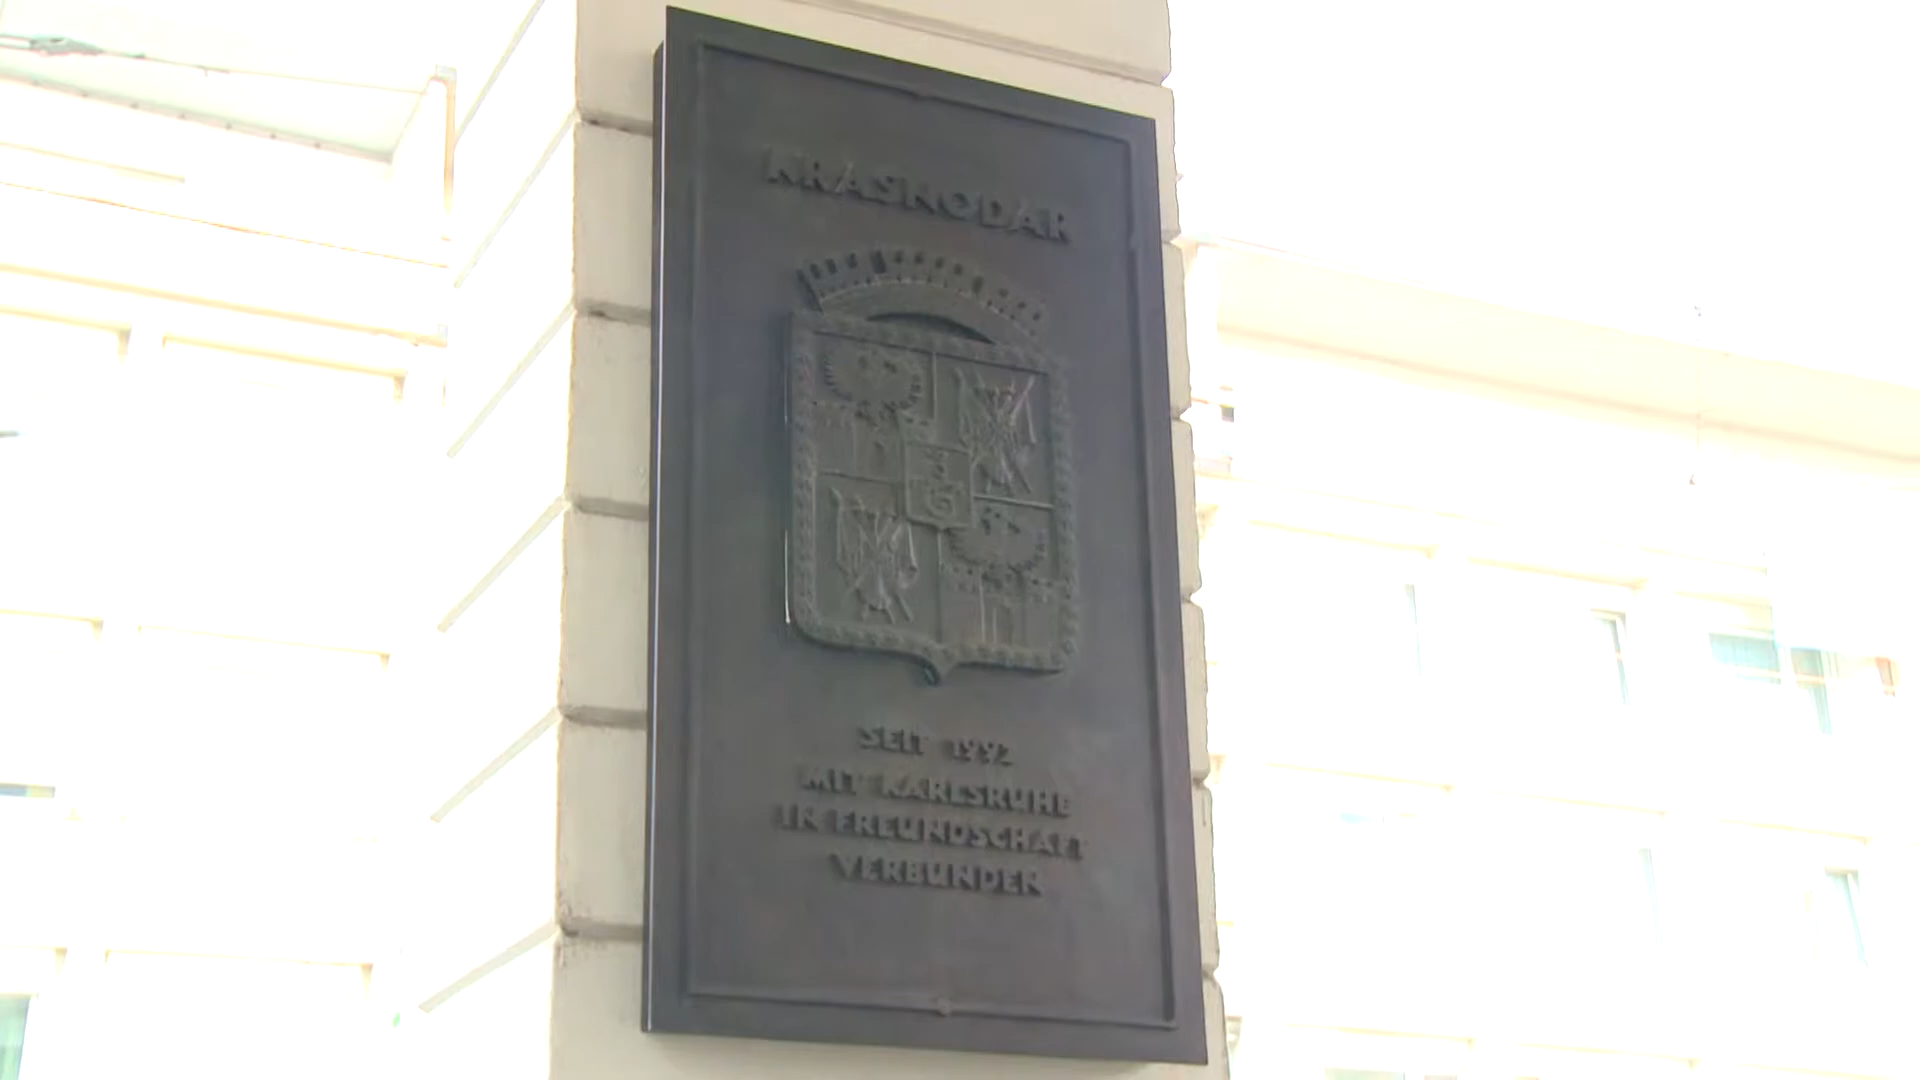 KRASNODAR
SEIT 1992
MIT KARLSRUHE
IN FREUNDSCHAFT
VERBUNDEN